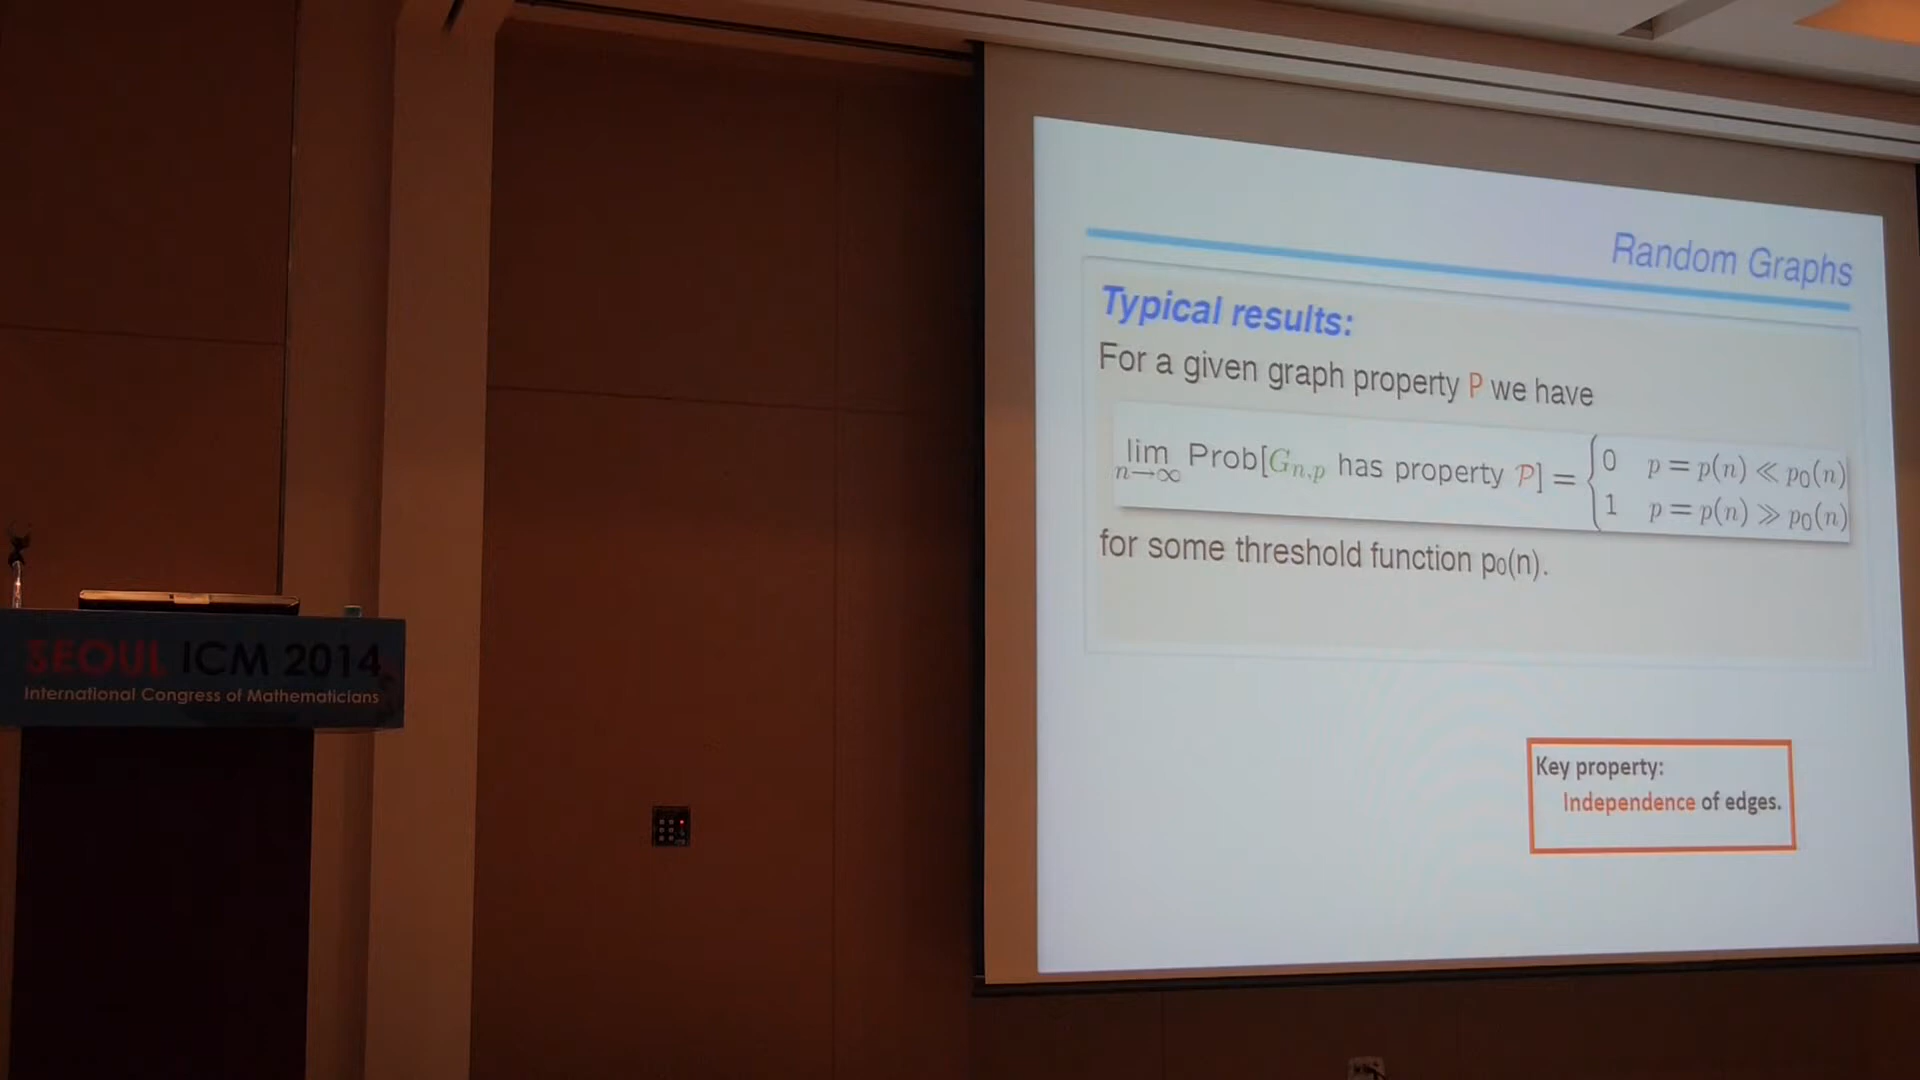 SEOUL ICM 2014
International Congress of Mathematicians
Random Graphs
Typical results:
For a given graph property P we have
lim n→∞ Prob[G_{n,p} has property 𝒫] = { 0 p = p(n) ≪ p₀(n)
1 p = p(n) ≫ p₀(n)
for some threshold function p₀(n).
Key property:
Independence of edges.